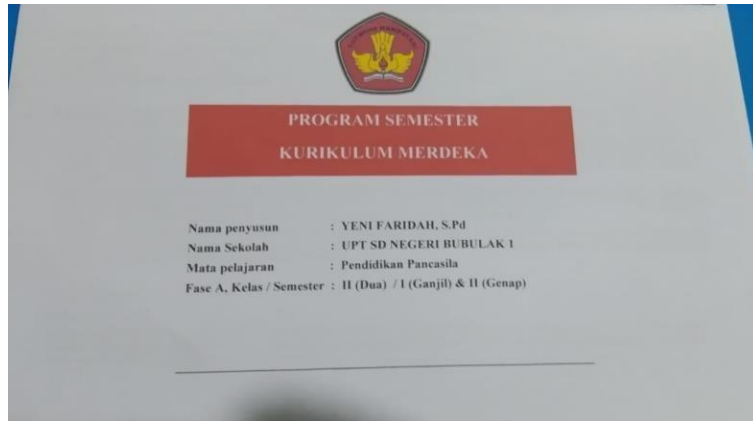 PROGRAM SEMESTER
KURIKULUM MERDEKA
Nama penyusun : YENI FARIDAH, S.Pd
Nama Sekolah : UPT SD NEGERI BUBULAK 1
Mata pelajaran : Pendidikan Pancasila
Fase A, Kelas / Semester : II (Dua) / I (Ganjil) & II (Genap)